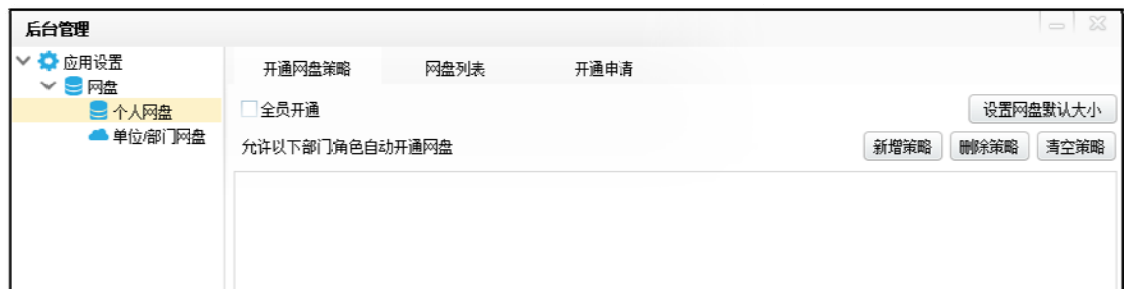 后台管理
应用设置
网盘
个人网盘
单位/部门网盘
开通网盘策略 网盘列表 开通申请
全员开通 设置网盘默认大小
允许以下部门角色自动开通网盘 新增策略 删除策略 清空策略